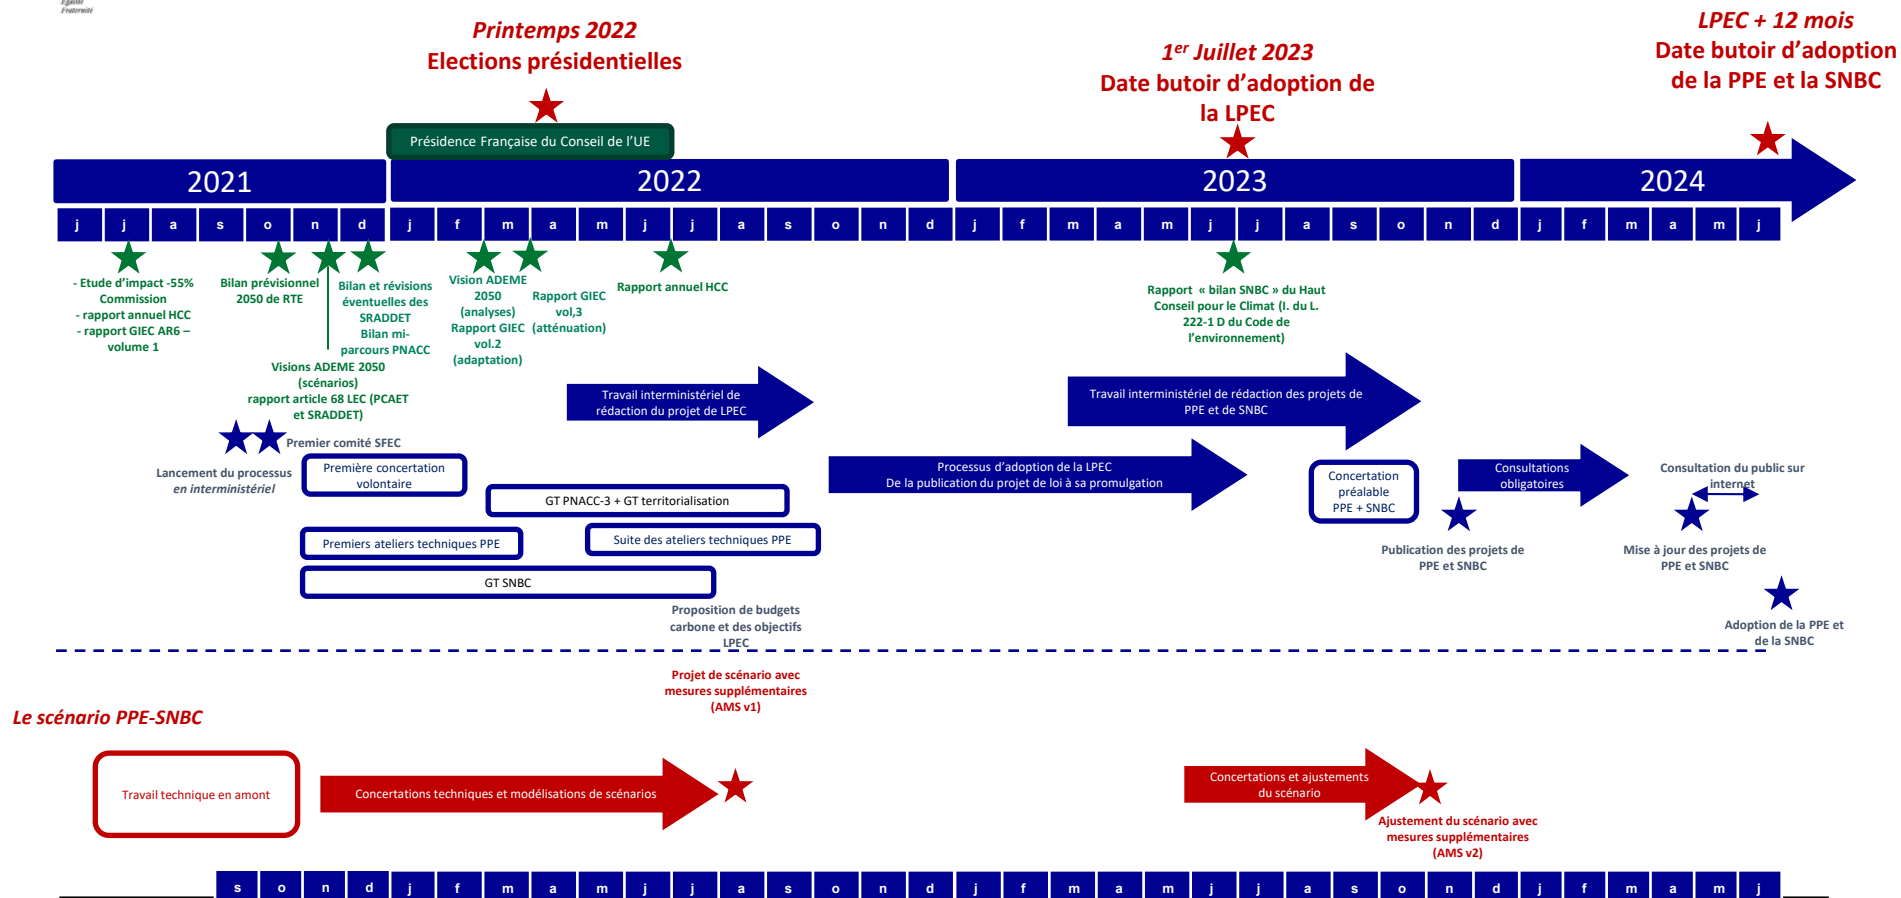 Egalité
Fraternité
Printemps 2022
Elections présidentielles
1er Juillet 2023
Date butoir d'adoption de
la LPEC
LPEC + 12 mois
Date butoir d'adoption
de la PPE et la SNBC
Présidence Française du Conseil de l'UE
2021
2022
2023
2024
j j a s o n d j f m a m j j a s o n d j f m a m j j a s o n d j f m a m j
- Etude d'impact -55%
Commission
- rapport annuel HCC
- rapport GIEC AR6 –
volume 1
Bilan prévisionnel
2050 de RTE
Bilan et révisions
éventuelles des
SRADDET
Bilan mi-
parcours PNACC
Visions ADEME 2050
(scénarios)
rapport article 68 LEC (PCAET
et SRADDET)
Vision ADEME
2050
(analyses)
Rapport GIEC
vol.2
(adaptation)
Rapport GIEC
vol,3
(atténuation)
Rapport annuel HCC
Rapport « bilan SNBC » du Haut
Conseil pour le Climat (I. du L.
222-1 D du Code de
l'environnement)
Travail interministériel de
rédaction du projet de LPEC
Travail interministériel de rédaction des projets de
PPE et de SNBC
Premier comité SFEC
Lancement du processus
en interministériel
Première concertation
volontaire
GT PNACC-3 + GT territorialisation
Premiers ateliers techniques PPE
Suite des ateliers techniques PPE
GT SNBC
Processus d'adoption de la LPEC
De la publication du projet de loi à sa promulgation
Concertation
préalable
PPE + SNBC
Consultations
obligatoires
Consultation du public sur
internet
Publication des projets de
PPE et SNBC
Mise à jour des projets de
PPE et SNBC
Adoption de la PPE et
de la SNBC
Proposition de budgets
carbone et des objectifs
LPEC
Projet de scénario avec
mesures supplémentaires
(AMS v1)
Le scénario PPE-SNBC
Travail technique en amont
Concertations techniques et modélisations de scénarios
Concertations et ajustements
du scénario
Ajustement du scénario avec
mesures supplémentaires
(AMS v2)
s o n d j f m a m j j a s o n d j f m a m j j a s o n d j f m a m j